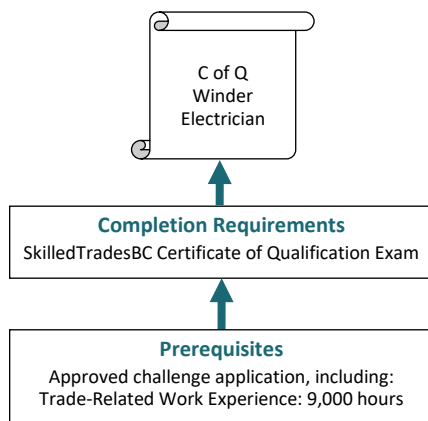 C of Q
Winder
Electrician
Completion Requirements
SkilledTradesBC Certificate of Qualification Exam
Prerequisites
Approved challenge application, including:
Trade-Related Work Experience: 9,000 hours